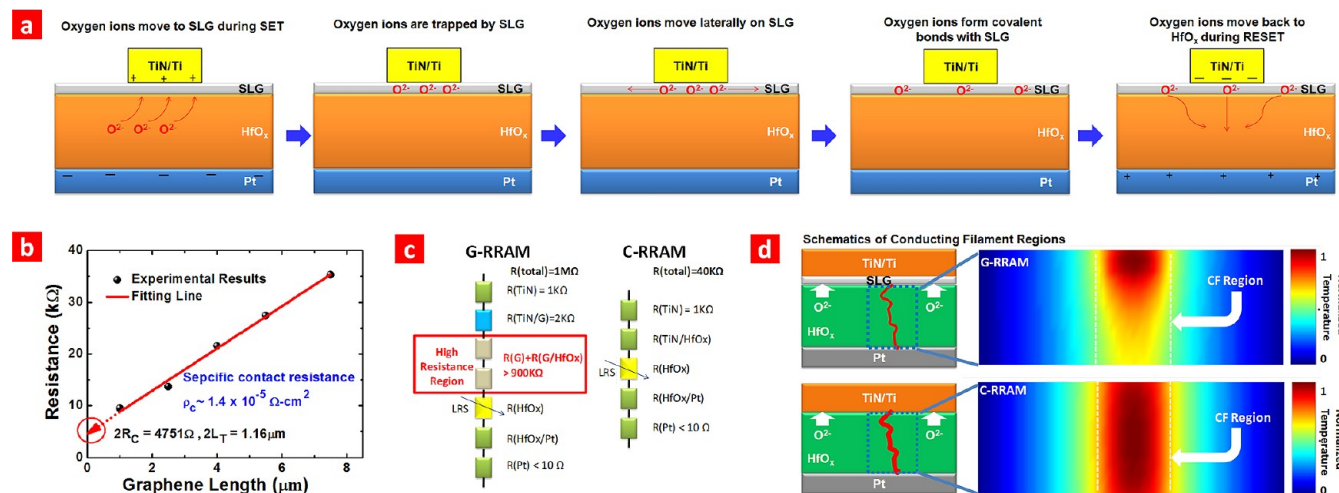 a
Oxygen ions move to SLG during SET
TiN/Ti
+ + +
SLG
O²⁻ O²⁻ O²⁻
HfOₓ
— — — — —
Pt
Oxygen ions are trapped by SLG
TiN/Ti
O²⁻ O²⁻ O²⁻ SLG
HfOₓ
Pt
Oxygen ions move laterally on SLG
TiN/Ti
O²⁻ O²⁻ O²⁻ SLG
HfOₓ
Pt
Oxygen ions form covalent
bonds with SLG
TiN/Ti
O²⁻ O²⁻ O²⁻ SLG
HfOₓ
Pt
Oxygen ions move back to
HfOₓ during RESET
TiN/Ti
— — —
O²⁻ O²⁻ O²⁻ SLG
HfOₓ
+ + + + +
Pt
b
Resistance (kΩ)
40
30
20
10
0
Experimental Results
Fitting Line
Sepcific contact resistance
ρc~ 1.4 x 10⁻⁵ Ω-cm²
2RC = 4751Ω , 2LT = 1.16μm
0 2 4 6 8
Graphene Length (μm)
c
G-RRAM
R(total)=1MΩ
R(TiN) = 1KΩ
R(TiN/G)=2KΩ
High
Resistance
Region
R(G)+R(G/HfOx)
> 900KΩ
LRS
R(HfOx)
R(HfOx/Pt)
R(Pt) < 10 Ω
C-RRAM
R(total)=40KΩ
R(TiN) = 1KΩ
R(TiN/HfOx)
LRS
R(HfOx)
R(HfOx/Pt)
R(Pt) < 10 Ω
d
Schematics of Conducting Filament Regions
TiN/Ti
SLG
O²⁻ O²⁻
HfOₓ
Pt
G-RRAM
CF Region
1
0
Temperature
TiN/Ti
O²⁻ O²⁻
HfOₓ
Pt
C-RRAM
CF Region
1
0
Temperature